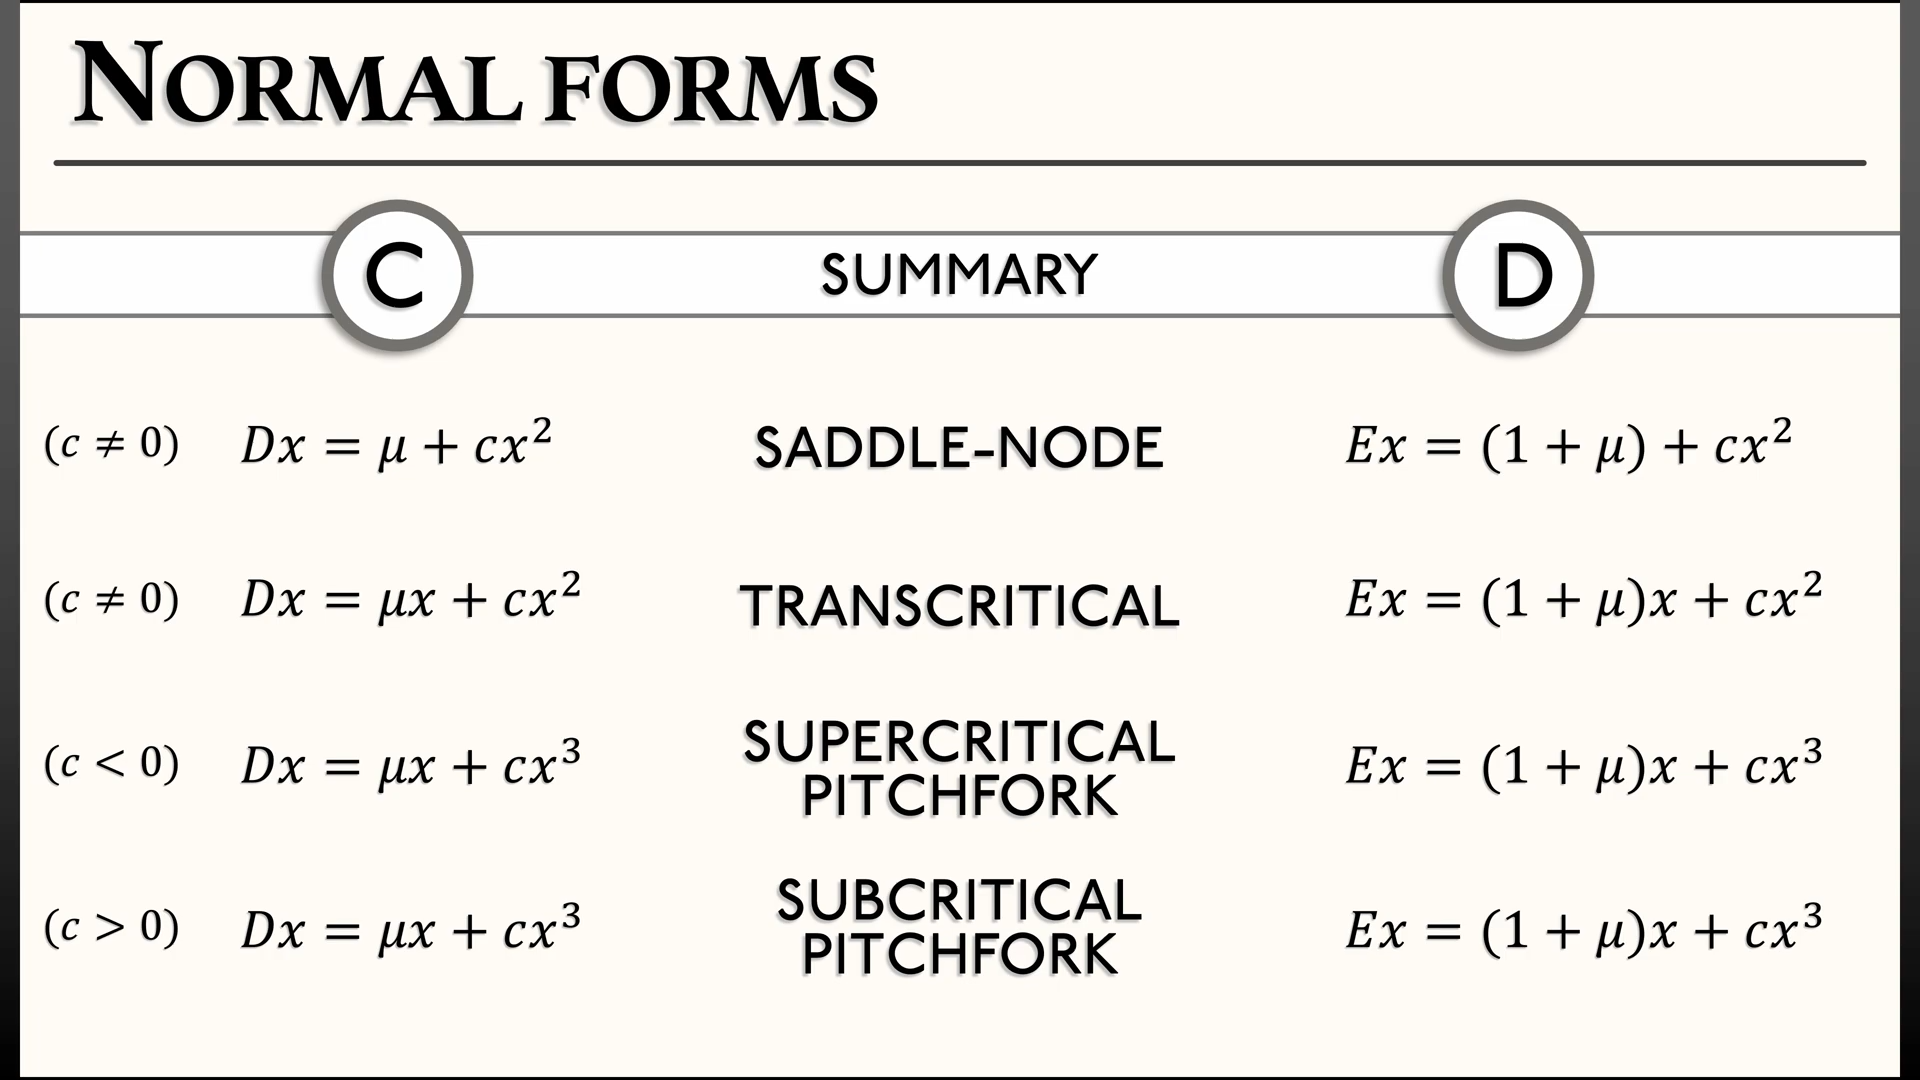 NORMAL FORMS
C SUMMARY D
(c ≠ 0) Dx = μ + cx² SADDLE-NODE Ex = (1 + μ) + cx²
(c ≠ 0) Dx = μx + cx² TRANSCRITICAL Ex = (1 + μ)x + cx²
SUPERCRITICAL
(c < 0) Dx = μx + cx³ PITCHFORK Ex = (1 + μ)x + cx³
SUBCRITICAL
(c > 0) Dx = μx + cx³ PITCHFORK Ex = (1 + μ)x + cx³